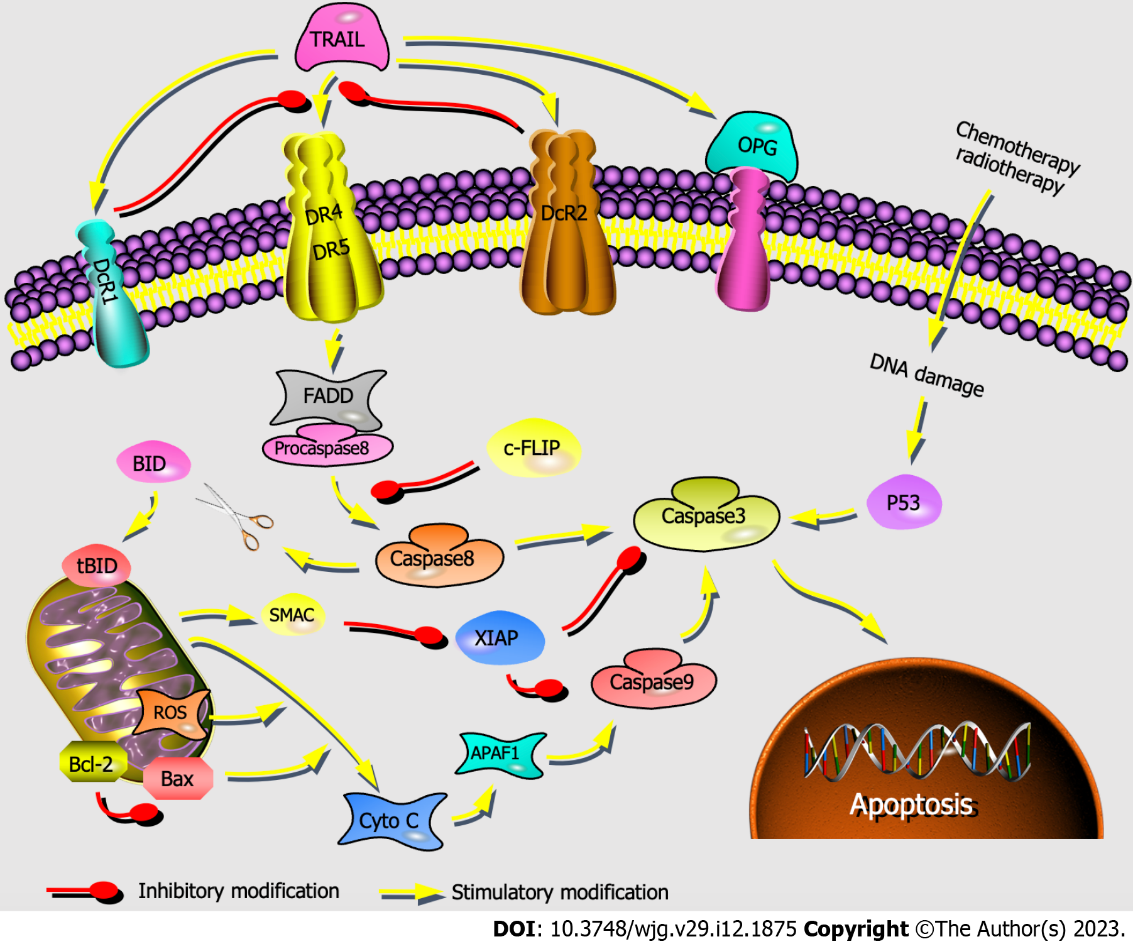 TRAIL
OPG
Chemotherapy
radiotherapy
DR4
DcR2
DR5
DcR1
DNA damage
FADD
Procaspase8
c-FLIP
BID
P53
Caspase3
Caspase8
tBID
SMAC
XIAP
Caspase9
ROS
APAF1
Bcl-2
Bax
Apoptosis
Cyto C
Inhibitory modification
Stimulatory modification
DOI: 10.3748/wjg.v29.i12.1875 Copyright ©The Author(s) 2023.